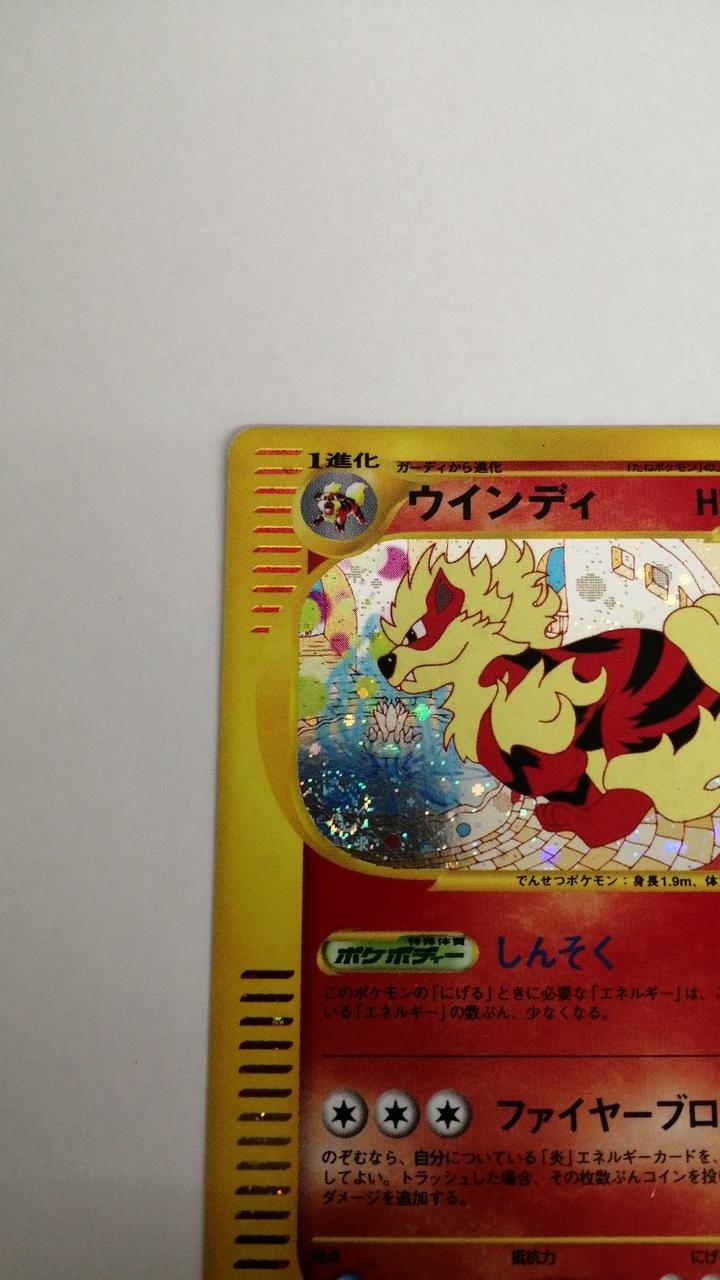 1進化 ガーディから進化 「たねポケモン」の
ウインディ H
でんせつポケモン：身長1.9m、体
特殊体質
ポケボディー しんそく
このポケモンの「にげる」ときに必要な「エネルギー」は、
いる「エネルギー」の数ぶん、少なくなる。
ファイヤーブロ
のぞむなら、自分についている「炎」エネルギーカードを、
してよい。トラッシュした場合、その枚数ぶんコインを投
ダメージを追加する。
弱点 抵抗力 にげ